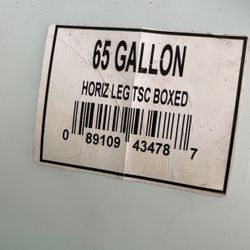 65 GALLON
HORIZ LEG TSC BOXED
0 89109 43478 7